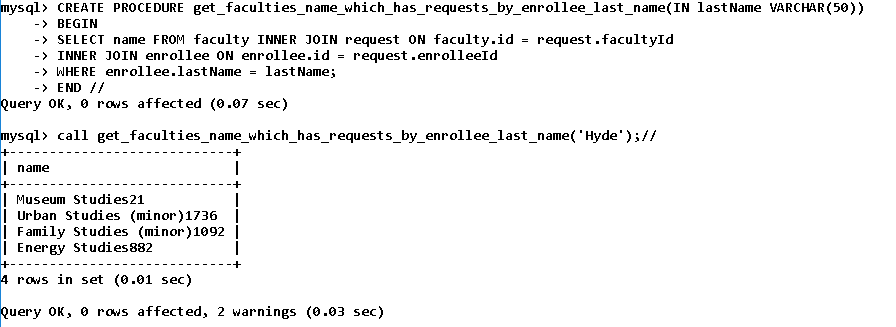 mysql> CREATE PROCEDURE get_faculties_name_which_has_requests_by_enrollee_last_name(IN lastName VARCHAR(50))
    -> BEGIN
    -> SELECT name FROM faculty INNER JOIN request ON faculty.id = request.facultyId
    -> INNER JOIN enrollee ON enrollee.id = request.enrolleeId
    -> WHERE enrollee.lastName = lastName;
    -> END //
Query OK, 0 rows affected (0.07 sec)
mysql> call get_faculties_name_which_has_requests_by_enrollee_last_name('Hyde');//
+----------------------------+
| name                       |
+----------------------------+
| Museum Studies21           |
| Urban Studies (minor)1736  |
| Family Studies (minor)1092 |
| Energy Studies882          |
+----------------------------+
4 rows in set (0.01 sec)
Query OK, 0 rows affected, 2 warnings (0.03 sec)